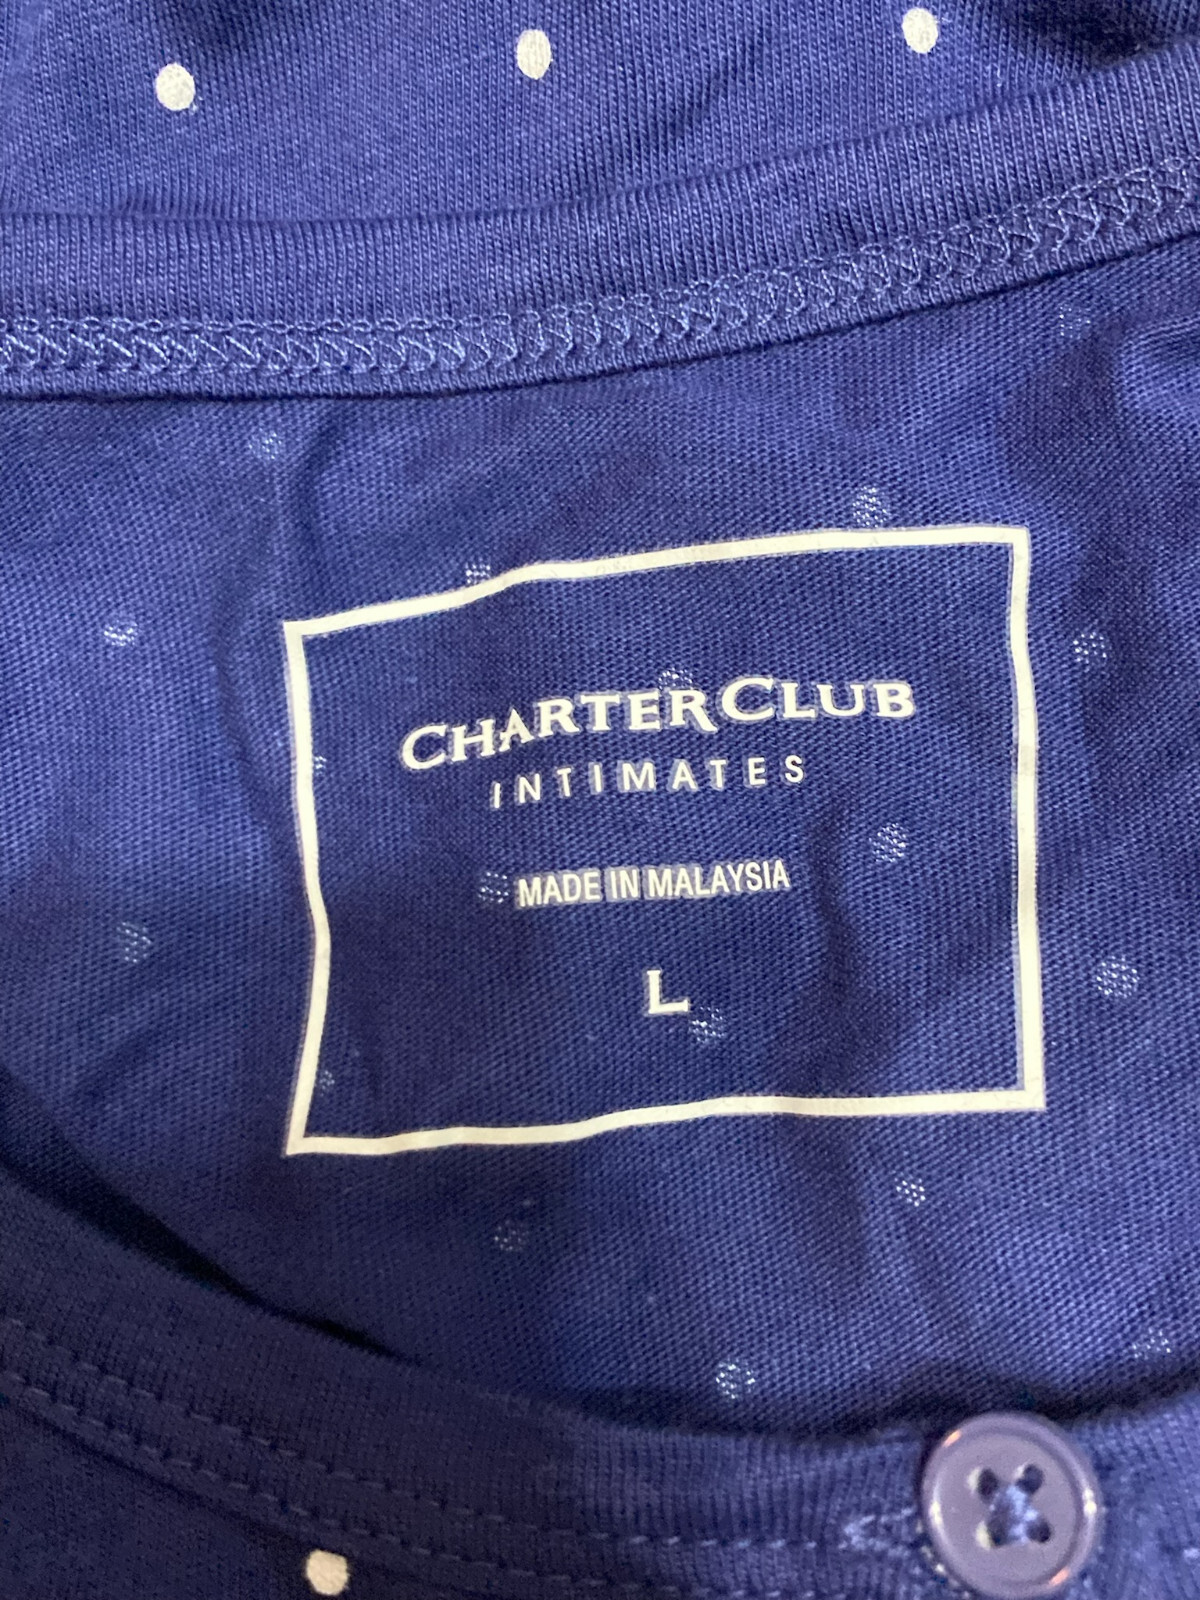 CHARTER CLUB
INTIMATES
MADE IN MALAYSIA
L